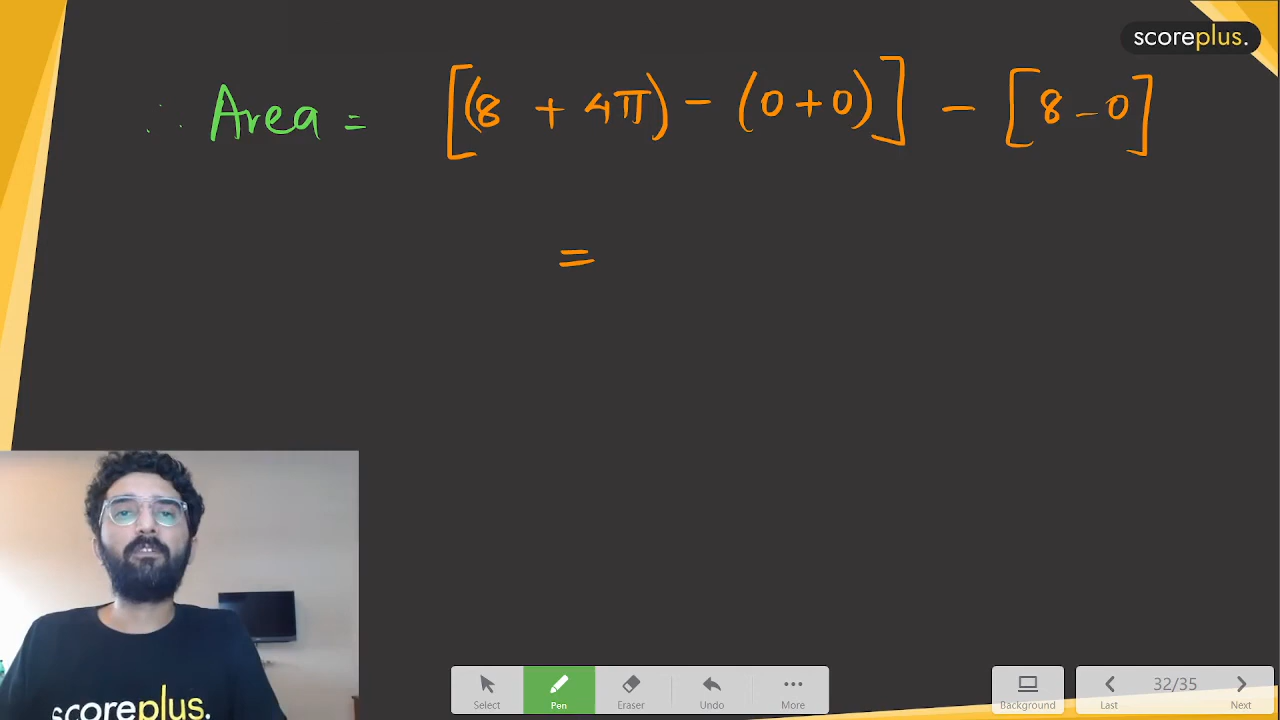 scoreplus.
∴ Area = [(8 + 4π) - (0 + 0)] - [8 - 0]
=
scoreplus.
Select Pen Eraser Undo More Background Last 32/35 Next